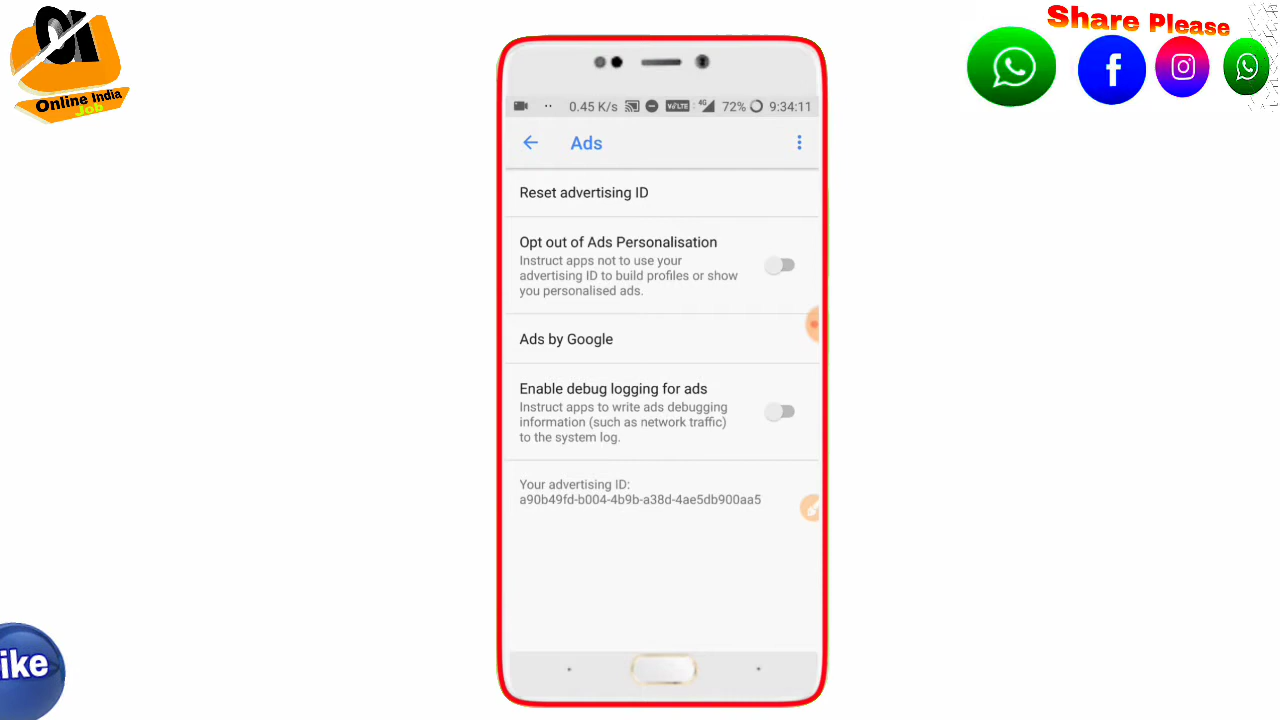 Online India
Job
Share Please
0.45 K/s
VoLTE
4G
72%
9:34:11
Ads
Reset advertising ID
Opt out of Ads Personalisation
Instruct apps not to use your
advertising ID to build profiles or show
you personalised ads.
Ads by Google
Enable debug logging for ads
Instruct apps to write ads debugging
information (such as network traffic)
to the system log.
Your advertising ID:
a90b49fd-b004-4b9b-a38d-4ae5db900aa5
ike